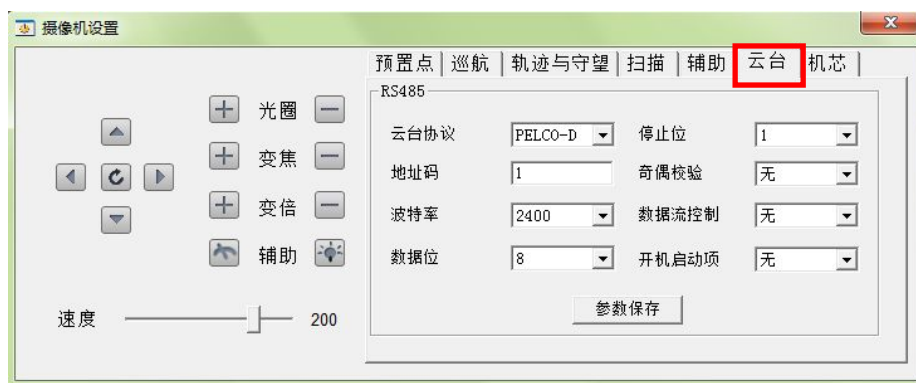 摄像机设置
预置点 巡航 轨迹与守望 扫描 辅助 云台 机芯
RS485
光圈
变焦
变倍
辅助
速度 200
云台协议 PELCO-D 停止位 1
地址码 1 奇偶校验 无
波特率 2400 数据流控制 无
数据位 8 开机启动项 无
参数保存